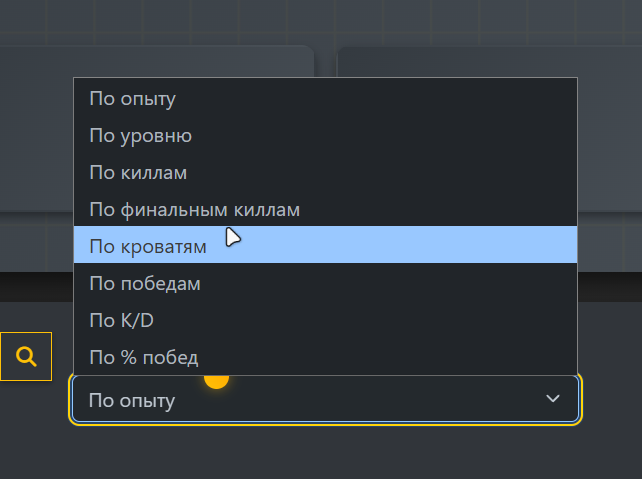 По опыту
По уровню
По киллам
По финальным киллам
По кроватям
По победам
По K/D
По % побед
По опыту